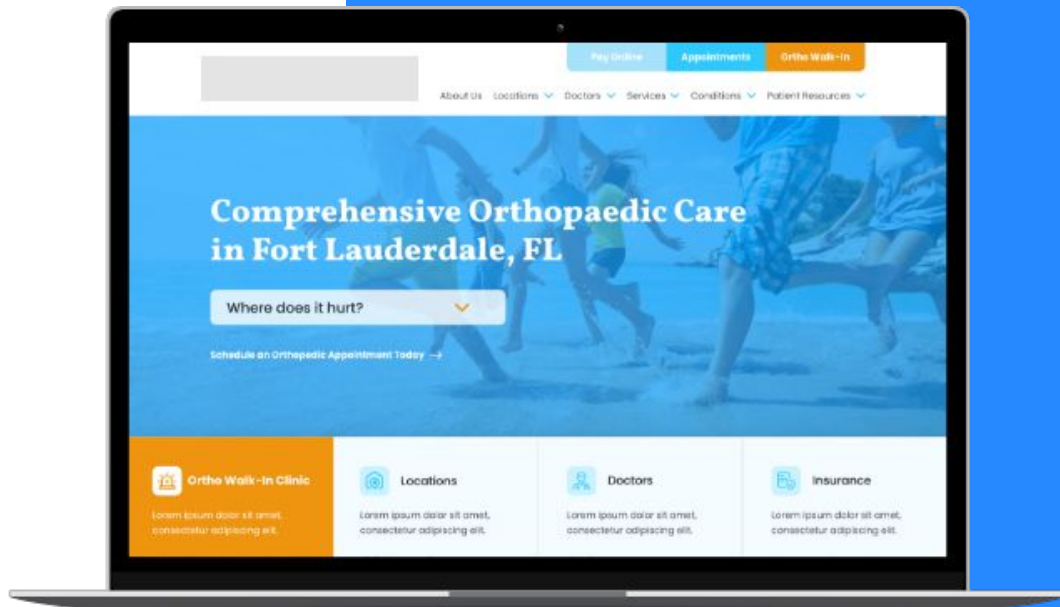 Pay Online Appointments Ortho Walk-In
About Us Locations Doctors Services Conditions Patient Resources
Comprehensive Orthopaedic Care
in Fort Lauderdale, FL
Where does it hurt?
Schedule an Orthopedic Appointment Today →
Ortho Walk-In Clinic Locations Doctors Insurance
Lorem ipsum dolor sit amet, Lorem ipsum dolor sit amet, Lorem ipsum dolor sit amet, Lorem ipsum dolor sit amet,
consectetur adipiscing elit. consectetur adipiscing elit. consectetur adipiscing elit. consectetur adipiscing elit.